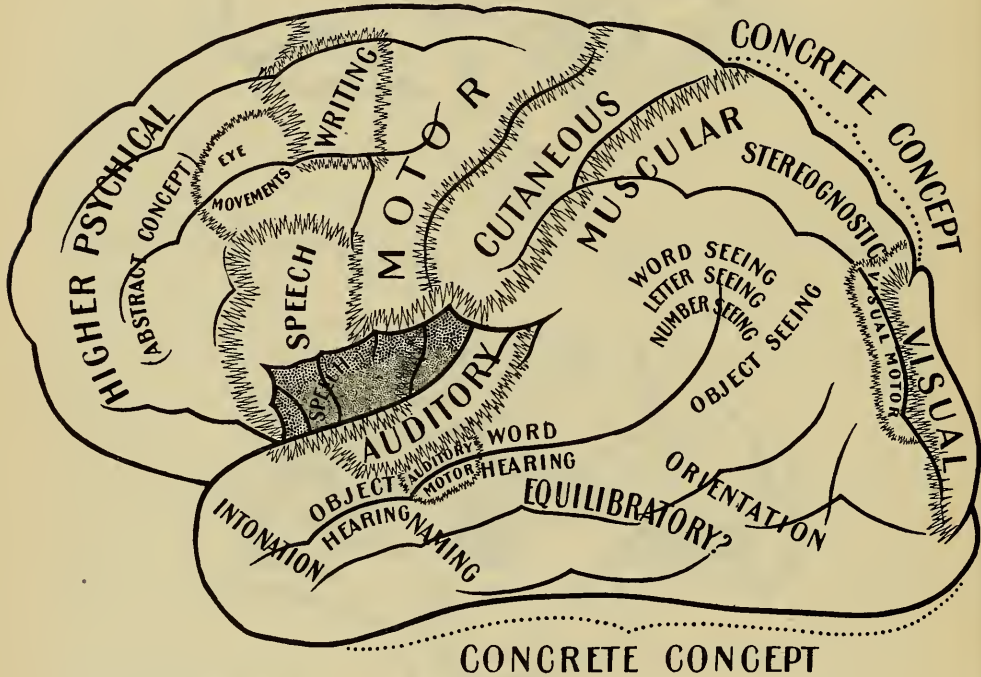 CONCRETE CONCEPT
HIGHER PSYCHICAL
(ABSTRACT CONCEPT)
EYE
MOVEMENTS
WRITING
MOTOR
CUTANEOUS
MUSCULAR
STEREOGNOSTIC
SPEECH
SPEECH
WORD SEEING
LETTER SEEING
NUMBER SEEING
OBJECT SEEING
VISUAL MOTOR
VISUAL
AUDITORY
AUDITORY
MOTOR
WORD
HEARING
OBJECT
HEARING
INTONATION
NAMING
EQUILIBRATORY?
ORIENTATION
CONCRETE CONCEPT